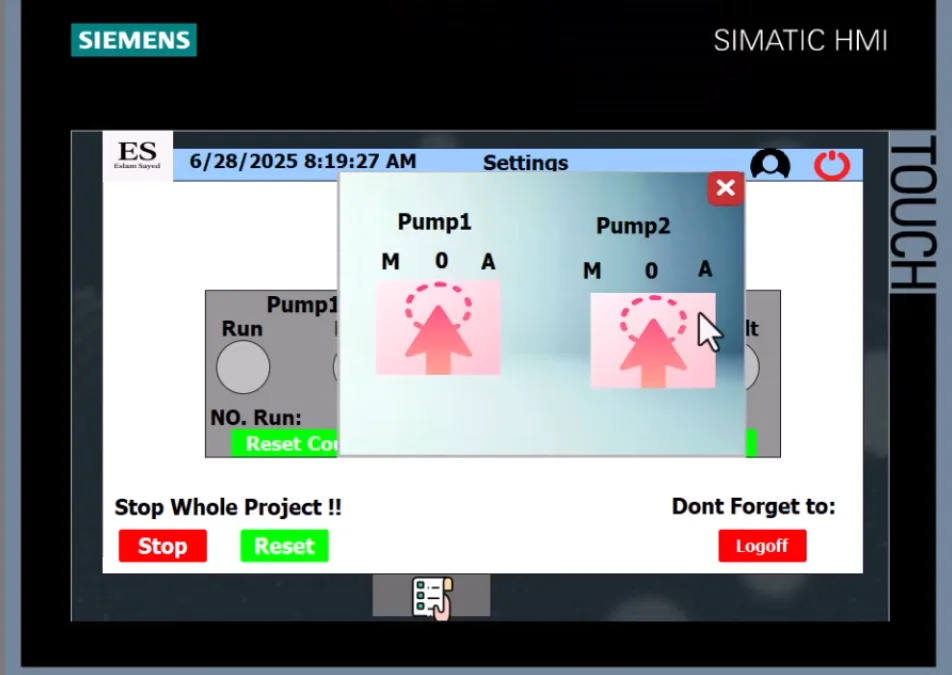 SIEMENS
SIMATIC HMI
TOUCH
ES
Eslam Sayed
6/28/2025 8:19:27 AM
Settings
Pump1
Pump2
M 0 A
M 0 A
Pump1
Run
lt
NO. Run:
Reset Cou
Stop Whole Project !!
Dont Forget to:
Stop
Reset
Logoff